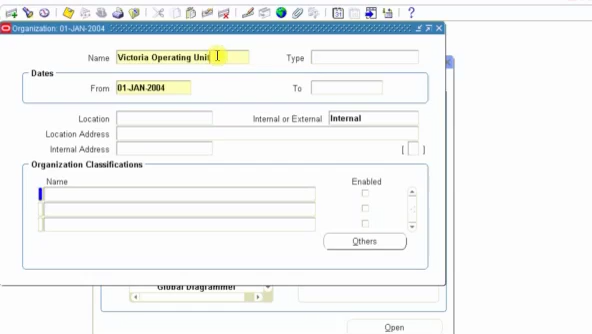 ?
Organization: 01-JAN-2004
Name Victoria Operating Unit Type
Dates
From 01-JAN-2004 To
Location Internal or External Internal
Location Address
Internal Address [ ]
Organization Classifications
Name Enabled
Others
Global Diagrammer
Open